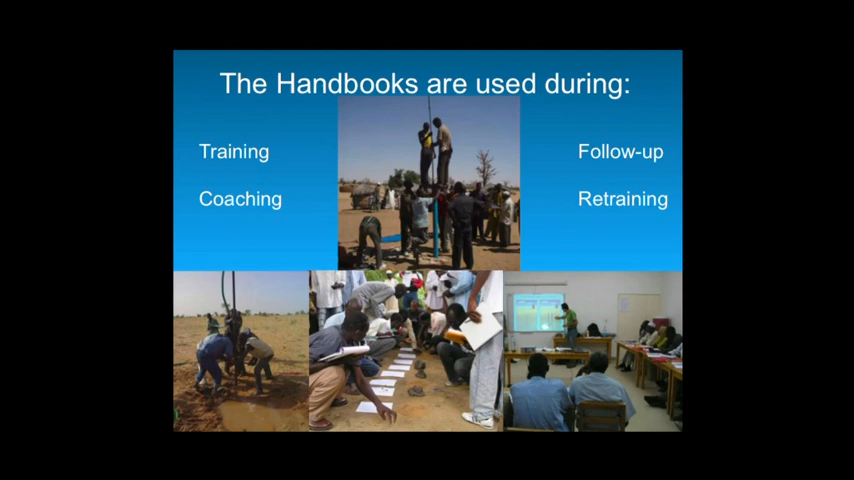 The Handbooks are used during:
Training
Coaching
Follow-up
Retraining